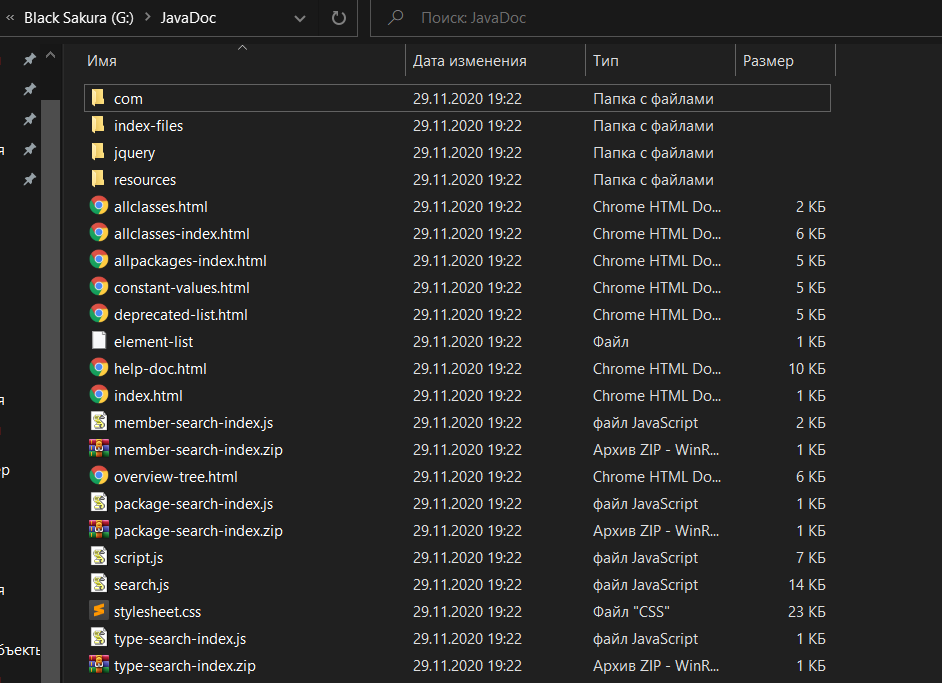 « Black Sakura (G:) > JavaDoc Поиск: JavaDoc
Имя Дата изменения Тип Размер
com 29.11.2020 19:22 Папка с файлами
index-files 29.11.2020 19:22 Папка с файлами
jquery 29.11.2020 19:22 Папка с файлами
я
resources 29.11.2020 19:22 Папка с файлами
allclasses.html 29.11.2020 19:22 Chrome HTML Do... 2 КБ
allclasses-index.html 29.11.2020 19:22 Chrome HTML Do... 6 КБ
allpackages-index.html 29.11.2020 19:22 Chrome HTML Do... 5 КБ
constant-values.html 29.11.2020 19:22 Chrome HTML Do... 5 КБ
deprecated-list.html 29.11.2020 19:22 Chrome HTML Do... 5 КБ
element-list 29.11.2020 19:22 Файл 1 КБ
help-doc.html 29.11.2020 19:22 Chrome HTML Do... 10 КБ
index.html 29.11.2020 19:22 Chrome HTML Do... 1 КБ
я
member-search-index.js 29.11.2020 19:22 файл JavaScript 2 КБ
member-search-index.zip 29.11.2020 19:22 Архив ZIP - WinR... 1 КБ
ер
overview-tree.html 29.11.2020 19:22 Chrome HTML Do... 6 КБ
package-search-index.js 29.11.2020 19:22 файл JavaScript 1 КБ
package-search-index.zip 29.11.2020 19:22 Архив ZIP - WinR... 1 КБ
script.js 29.11.2020 19:22 файл JavaScript 7 КБ
search.js 29.11.2020 19:22 файл JavaScript 14 КБ
я
stylesheet.css 29.11.2020 19:22 Файл "CSS" 23 КБ
type-search-index.js 29.11.2020 19:22 файл JavaScript 1 КБ
бъекты
type-search-index.zip 29.11.2020 19:22 Архив ZIP - WinR... 1 КБ